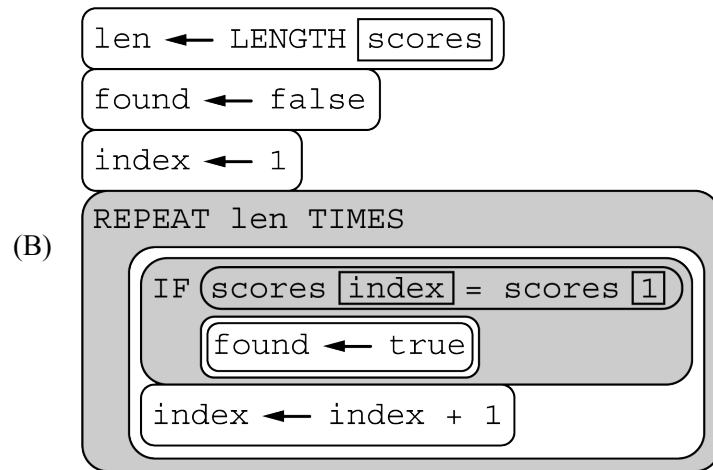 len ← LENGTH scores
found ← false
index ← 1
(B)
REPEAT len TIMES
IF scores index = scores 1
found ← true
index ← index + 1